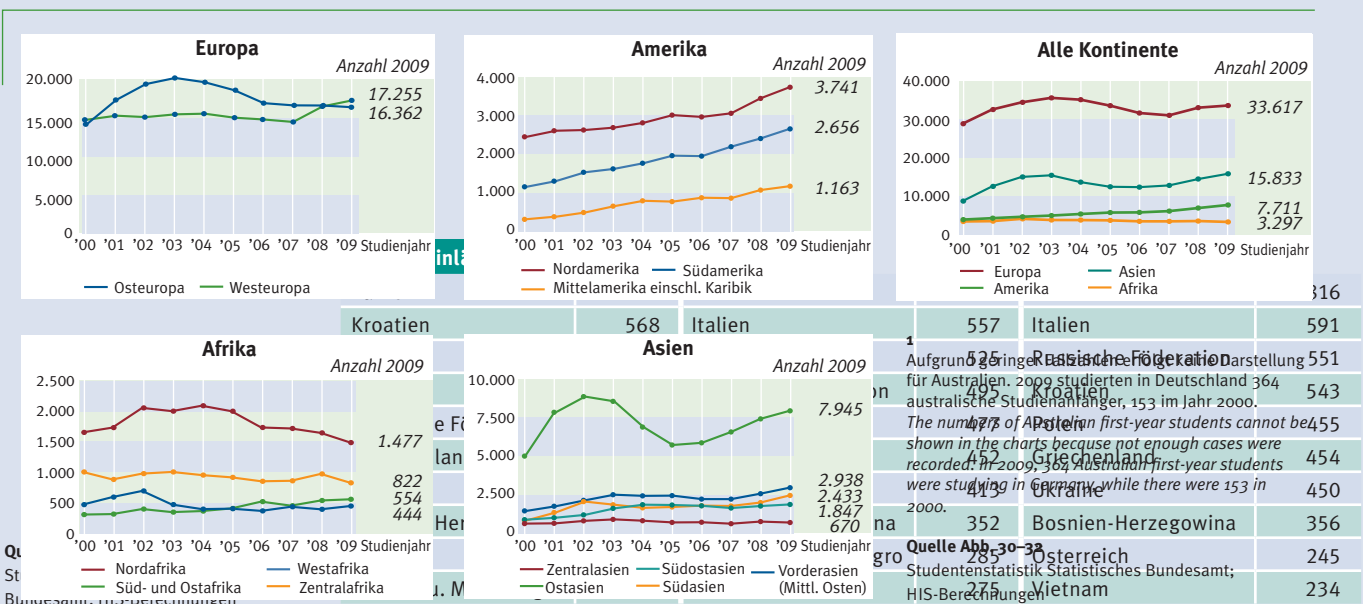 Europa
Anzahl 2009
20.000
15.000
10.000
5.000
0
17.255
16.362
'00 '01 '02 '03 '04 '05 '06 '07 '08 '09 Studienjahr
Osteuropa Westeuropa
Amerika
Anzahl 2009
4.000
3.000
2.000
1.000
0
3.741
2.656
1.163
'00 '01 '02 '03 '04 '05 '06 '07 '08 '09 Studienjahr
Nordamerika Südamerika
Mittelamerika einschl. Karibik
Alle Kontinente
Anzahl 2009
40.000
30.000
20.000
10.000
0
33.617
15.833
7.711
3.297
'00 '01 '02 '03 '04 '05 '06 '07 '08 '09 Studienjahr
Europa Asien
Amerika Afrika
Kroatien 568 Italien 557 Italien 591
525 Russische Föderation 551
495 Kroatien 543
477 Polen 455
452 Griechenland 454
413 Ukraine 450
352 Bosnien-Herzegowina 356
285 Österreich 245
275 Vietnam 234
Afrika
Anzahl 2009
2.500
2.000
1.500
1.000
500
0
1.477
822
554
444
'00 '01 '02 '03 '04 '05 '06 '07 '08 '09 Studienjahr
Nordafrika Westafrika
Süd- und Ostafrika Zentralafrika
Asien
Anzahl 2009
10.000
7.500
5.000
2.500
0
7.945
2.938
2.433
1.847
670
'00 '01 '02 '03 '04 '05 '06 '07 '08 '09 Studienjahr
Zentralasien Südostasien Vorderasien
Ostasien Südasien (Mittl. Osten)
1
Aufgrund geringer Fallzahlen erfolgt keine Darstellung
für Australien. 2009 studierten in Deutschland 364
australische Studienanfänger, 153 im Jahr 2000.
The numbers of Australian first-year students cannot be
shown in the charts because not enough cases were
recorded. In 2009, 364 Australian first-year students
were studying in Germany, while there were 153 in
2000.
Quelle Abb. 30–32
Studentenstatistik Statistisches Bundesamt;
HIS-Berechnungen